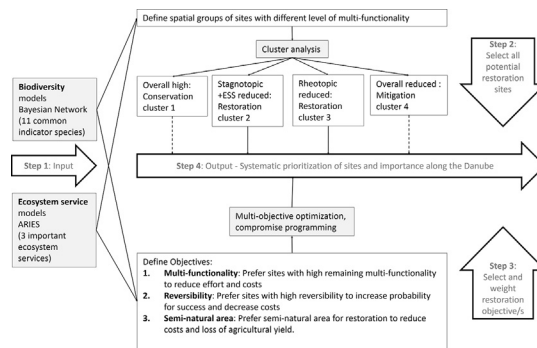 Define spatial groups of sites with different level of multi-functionality
Cluster analysis
Step 2:
Select all
potential
restoration
sites
Overall high:
Conservation
cluster 1
Stagnotopic
+ESS reduced:
Restoration
cluster 2
Rheotopic
reduced:
Restoration
cluster 3
Overall reduced :
Mitigation
cluster 4
Biodiversity
models
Bayesian Network
(11 common
indicator species)
Step 1: Input
Step 4: Output - Systematic prioritization of sites and importance along the Danube
Ecosystem service
models
ARIES
(3 important
ecosystem
services)
Multi-objective optimization,
compromise programming
Define Objectives:
1. Multi-functionality: Prefer sites with high remaining multi-functionality
to reduce effort and costs
2. Reversibility: Prefer sites with high reversibility to increase probability
for success and decrease costs
3. Semi-natural area: Prefer semi-natural area for restoration to reduce
costs and loss of agricultural yield.
Step 3:
Select and
weight
restoration
objective/s